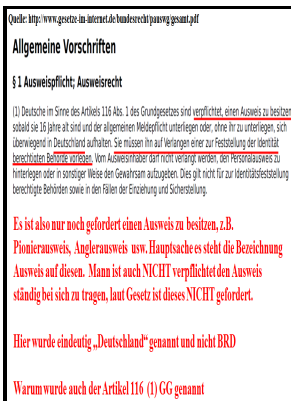 Quelle: http://www.gesetze-im-internet.de/bundesrecht/pauswg/gesamt.pdf
Allgemeine Vorschriften
§ 1 Ausweispflicht; Ausweisrecht
(1) Deutsche im Sinne des Artikels 116 Abs. 1 des Grundgesetzes sind verpflichtet, einen Ausweis zu besitzen,
sobald sie 16 Jahre alt sind und der allgemeinen Meldepflicht unterliegen oder, ohne ihr zu unterliegen, sich
überwiegend in Deutschland aufhalten. Sie müssen ihn auf Verlangen einer zur Feststellung der Identität
berechtigten Behörde vorlegen. Vom Ausweisinhaber darf nicht verlangt werden, den Personalausweis zu
hinterlegen oder in sonstiger Weise den Gewahrsam aufzugeben. Dies gilt nicht für zur Identitätsfeststellung
berechtigte Behörden sowie in den Fällen der Einziehung und Sicherstellung.
Es ist also nur noch gefordert einen Ausweis zu besitzen, z.B.
Pionierausweis, Anglerausweis usw. Hauptsache es steht die Bezeichnung
Ausweis auf diesen. Mann ist auch NICHT verpflichtet den Ausweis
ständig bei sich zu tragen, laut Gesetz ist dieses NICHT gefordert.
Hier wurde eindeutig „Deutschland“ genannt und nicht BRD
Warum wurde auch der Artikel 116 (1) GG genannt